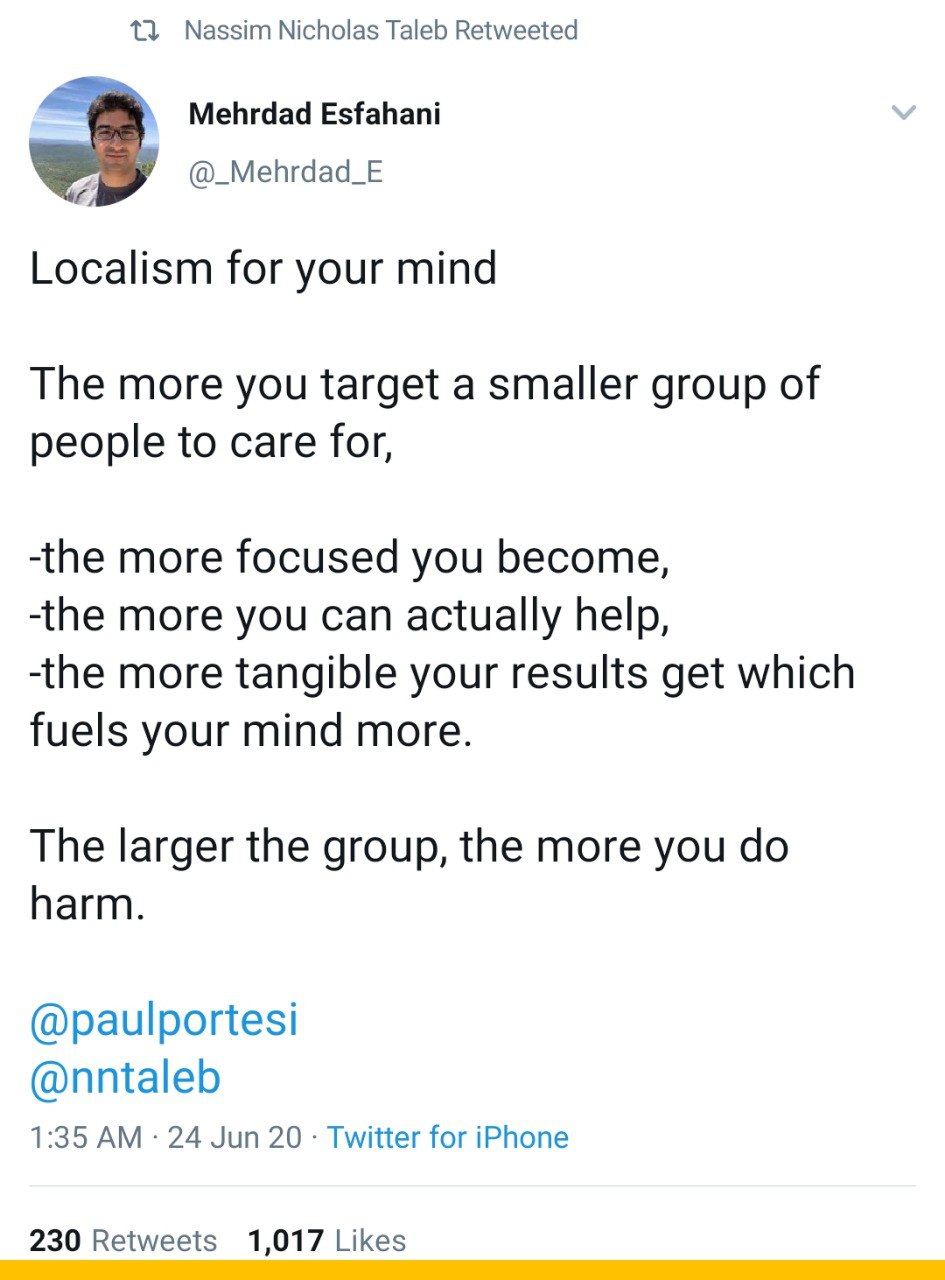 Nassim Nicholas Taleb Retweeted
Mehrdad Esfahani
@_Mehrdad_E
Localism for your mind
The more you target a smaller group of
people to care for,
-the more focused you become,
-the more you can actually help,
-the more tangible your results get which
fuels your mind more.
The larger the group, the more you do
harm.
@paulportesi
@nntaleb
1:35 AM · 24 Jun 20 · Twitter for iPhone
230 Retweets 1,017 Likes